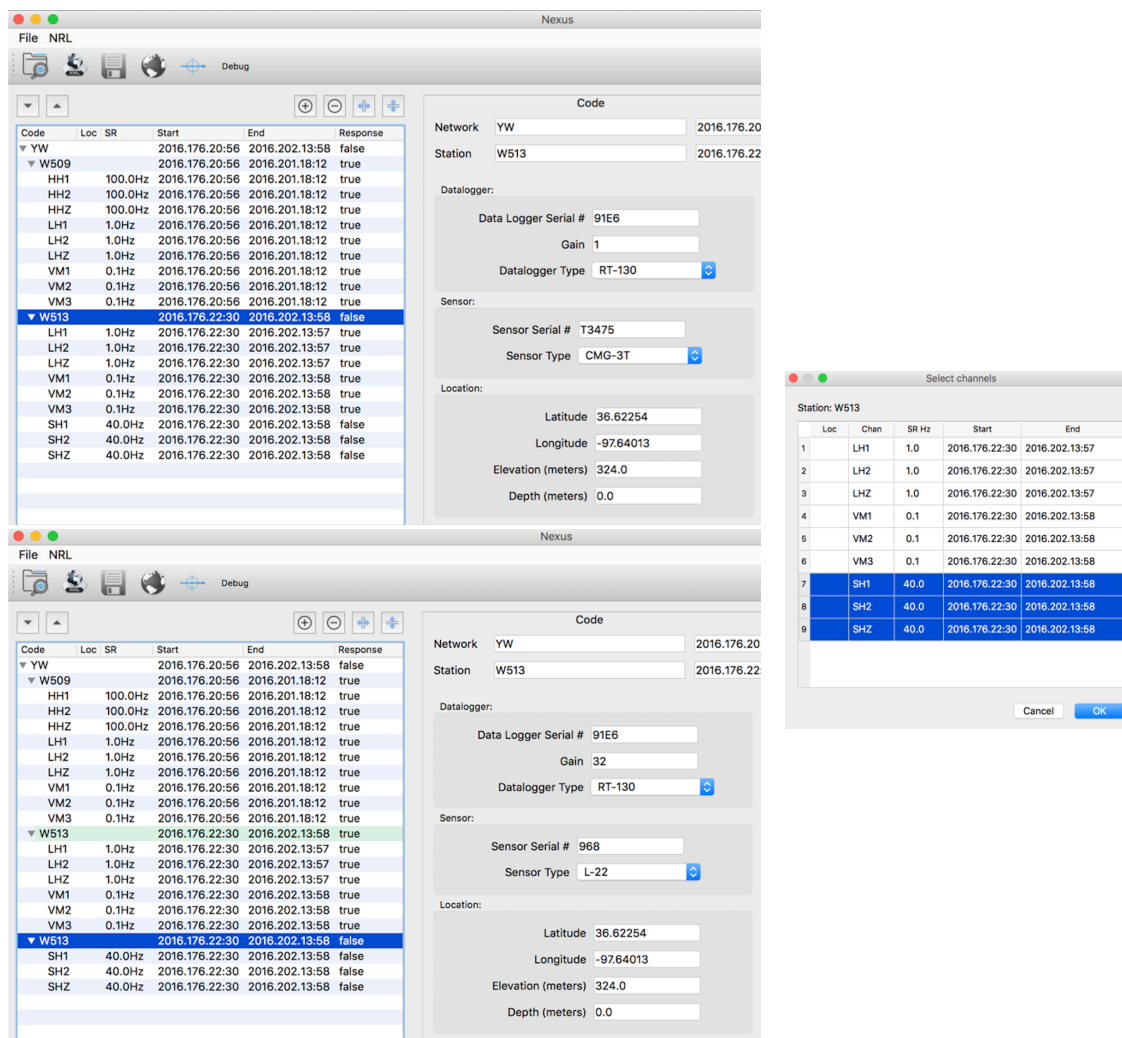 Nexus
File NRL
Debug
Code Loc SR Start End Response
YW 2016.176.20:56 2016.202.13:58 false
W509 2016.176.20:56 2016.201.18:12 true
HH1 100.0Hz 2016.176.20:56 2016.201.18:12 true
HH2 100.0Hz 2016.176.20:56 2016.201.18:12 true
HHZ 100.0Hz 2016.176.20:56 2016.201.18:12 true
LH1 1.0Hz 2016.176.20:56 2016.201.18:12 true
LH2 1.0Hz 2016.176.20:56 2016.201.18:12 true
LHZ 1.0Hz 2016.176.20:56 2016.201.18:12 true
VM1 0.1Hz 2016.176.20:56 2016.201.18:12 true
VM2 0.1Hz 2016.176.20:56 2016.201.18:12 true
VM3 0.1Hz 2016.176.20:56 2016.201.18:12 true
W513 2016.176.22:30 2016.202.13:58 false
LH1 1.0Hz 2016.176.22:30 2016.202.13:57 true
LH2 1.0Hz 2016.176.22:30 2016.202.13:57 true
LHZ 1.0Hz 2016.176.22:30 2016.202.13:57 true
VM1 0.1Hz 2016.176.22:30 2016.202.13:58 true
VM2 0.1Hz 2016.176.22:30 2016.202.13:58 true
VM3 0.1Hz 2016.176.22:30 2016.202.13:58 true
SH1 40.0Hz 2016.176.22:30 2016.202.13:58 false
SH2 40.0Hz 2016.176.22:30 2016.202.13:58 false
SHZ 40.0Hz 2016.176.22:30 2016.202.13:58 false
Code
Network YW 2016.176.20
Station W513 2016.176.22
Datalogger:
Data Logger Serial # 91E6
Gain 1
Datalogger Type RT-130
Sensor:
Sensor Serial # T3475
Sensor Type CMG-3T
Location:
Latitude 36.62254
Longitude -97.64013
Elevation (meters) 324.0
Depth (meters) 0.0
Select channels
Station: W513
Loc Chan SR Hz Start End
1 LH1 1.0 2016.176.22:30 2016.202.13:57
2 LH2 1.0 2016.176.22:30 2016.202.13:57
3 LHZ 1.0 2016.176.22:30 2016.202.13:57
4 VM1 0.1 2016.176.22:30 2016.202.13:58
5 VM2 0.1 2016.176.22:30 2016.202.13:58
6 VM3 0.1 2016.176.22:30 2016.202.13:58
7 SH1 40.0 2016.176.22:30 2016.202.13:58
8 SH2 40.0 2016.176.22:30 2016.202.13:58
9 SHZ 40.0 2016.176.22:30 2016.202.13:58
Cancel OK
Nexus
File NRL
Debug
Code Loc SR Start End Response
YW 2016.176.20:56 2016.202.13:58 false
W509 2016.176.20:56 2016.201.18:12 true
HH1 100.0Hz 2016.176.20:56 2016.201.18:12 true
HH2 100.0Hz 2016.176.20:56 2016.201.18:12 true
HHZ 100.0Hz 2016.176.20:56 2016.201.18:12 true
LH1 1.0Hz 2016.176.20:56 2016.201.18:12 true
LH2 1.0Hz 2016.176.20:56 2016.201.18:12 true
LHZ 1.0Hz 2016.176.20:56 2016.201.18:12 true
VM1 0.1Hz 2016.176.20:56 2016.201.18:12 true
VM2 0.1Hz 2016.176.20:56 2016.201.18:12 true
VM3 0.1Hz 2016.176.20:56 2016.201.18:12 true
W513 2016.176.22:30 2016.202.13:58 true
LH1 1.0Hz 2016.176.22:30 2016.202.13:57 true
LH2 1.0Hz 2016.176.22:30 2016.202.13:57 true
LHZ 1.0Hz 2016.176.22:30 2016.202.13:57 true
VM1 0.1Hz 2016.176.22:30 2016.202.13:58 true
VM2 0.1Hz 2016.176.22:30 2016.202.13:58 true
VM3 0.1Hz 2016.176.22:30 2016.202.13:58 true
W513 2016.176.22:30 2016.202.13:58 false
SH1 40.0Hz 2016.176.22:30 2016.202.13:58 false
SH2 40.0Hz 2016.176.22:30 2016.202.13:58 false
SHZ 40.0Hz 2016.176.22:30 2016.202.13:58 false
Code
Network YW 2016.176.20
Station W513 2016.176.22:
Datalogger:
Data Logger Serial # 91E6
Gain 32
Datalogger Type RT-130
Sensor:
Sensor Serial # 968
Sensor Type L-22
Location:
Latitude 36.62254
Longitude -97.64013
Elevation (meters) 324.0
Depth (meters) 0.0